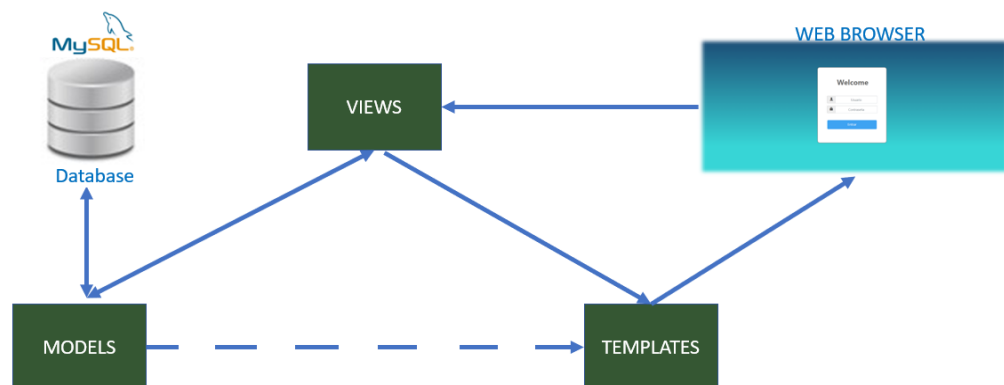 MySQL®
Database
VIEWS
WEB BROWSER
Welcome
MODELS
TEMPLATES